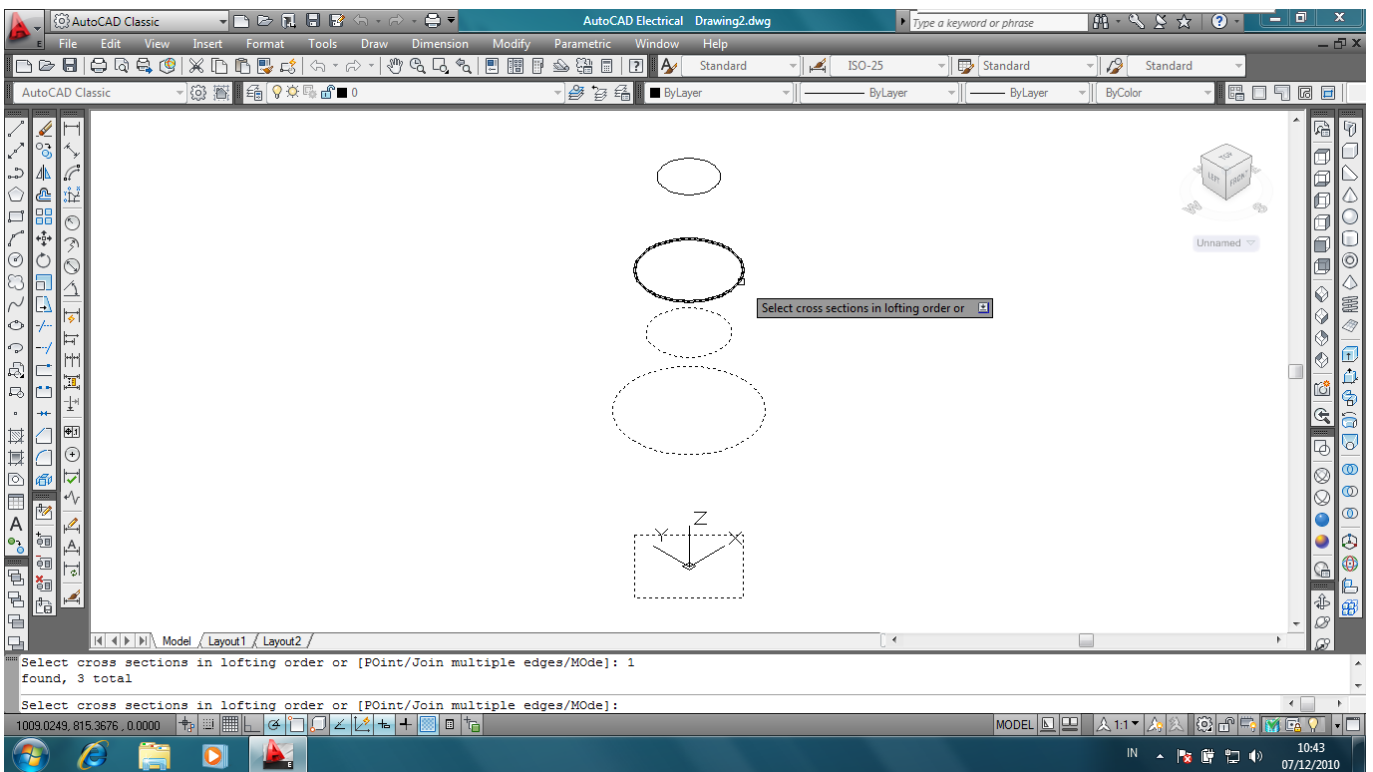 AutoCAD Classic
AutoCAD Electrical Drawing2.dwg
Type a keyword or phrase
E
File Edit View Insert Format Tools Draw Dimension Modify Parametric Window Help
Standard ISO-25 Standard Standard
AutoCAD Classic 0 ByLayer ByLayer ByLayer ByColor
TOP
LEFT FRONT
Unnamed
Select cross sections in lofting order or
Z
Y X
A
Model Layout1 Layout2
Select cross sections in lofting order or [POint/Join multiple edges/MOde]: 1
found, 3 total
Select cross sections in lofting order or [POint/Join multiple edges/MOde]:
1009.0249, 815.3676 , 0.0000 MODEL 1:1
IN 10:43
07/12/2010